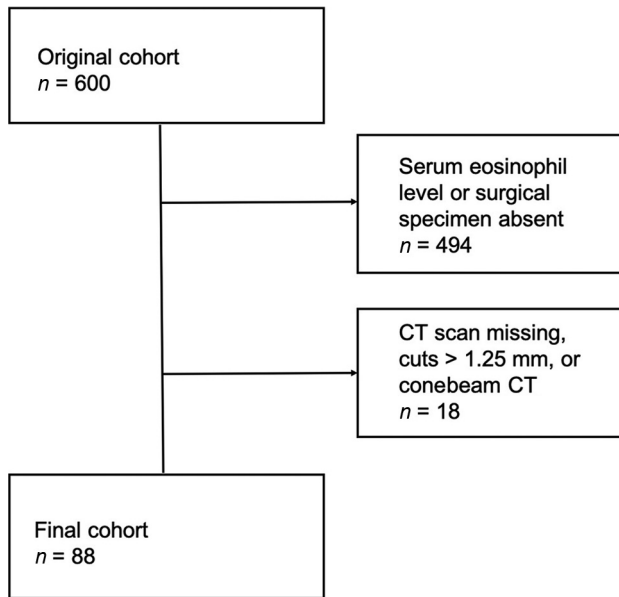 Original cohort
n = 600
Serum eosinophil
level or surgical
specimen absent
n = 494
CT scan missing,
cuts > 1.25 mm, or
conebeam CT
n = 18
Final cohort
n = 88